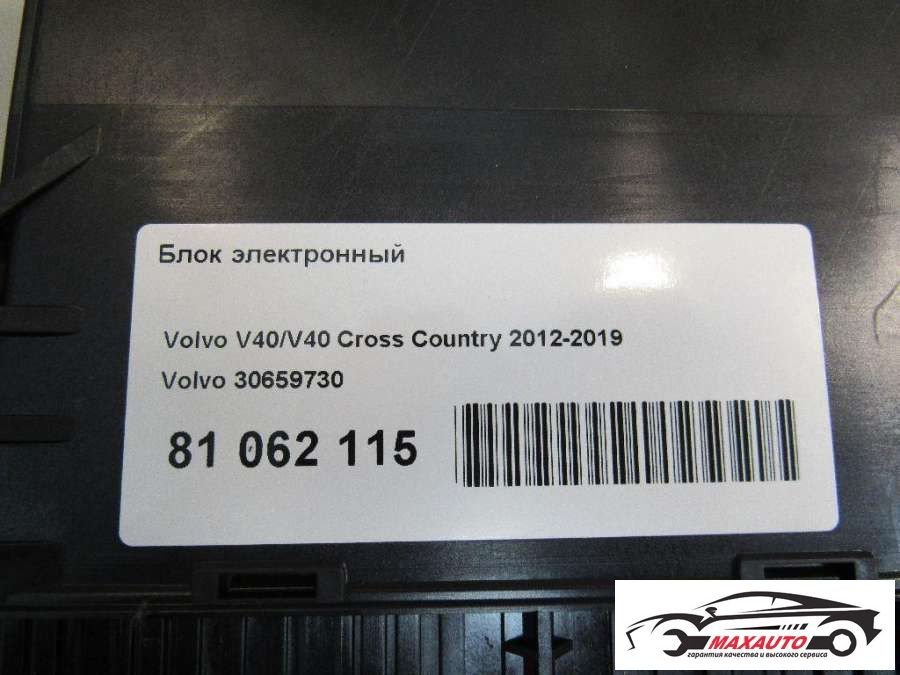 Блок электронный
Volvo V40/V40 Cross Country 2012-2019
Volvo 30659730
81 062 115
MAXAUTO
гарантия качества и высокого сервиса